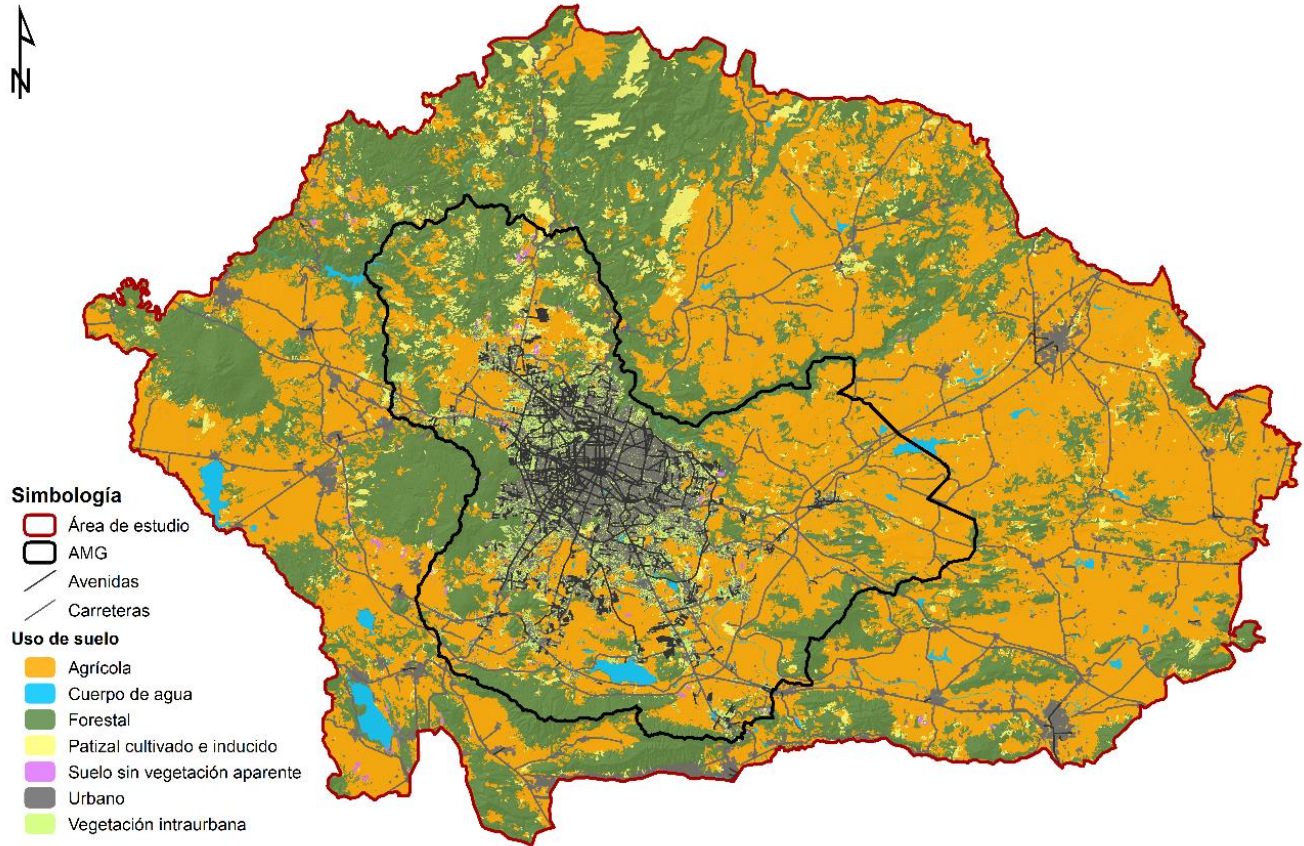 N
Simbología
Área de estudio
AMG
Avenidas
Carreteras
Uso de suelo
Agrícola
Cuerpo de agua
Forestal
Patizal cultivado e inducido
Suelo sin vegetación aparente
Urbano
Vegetación intraurbana